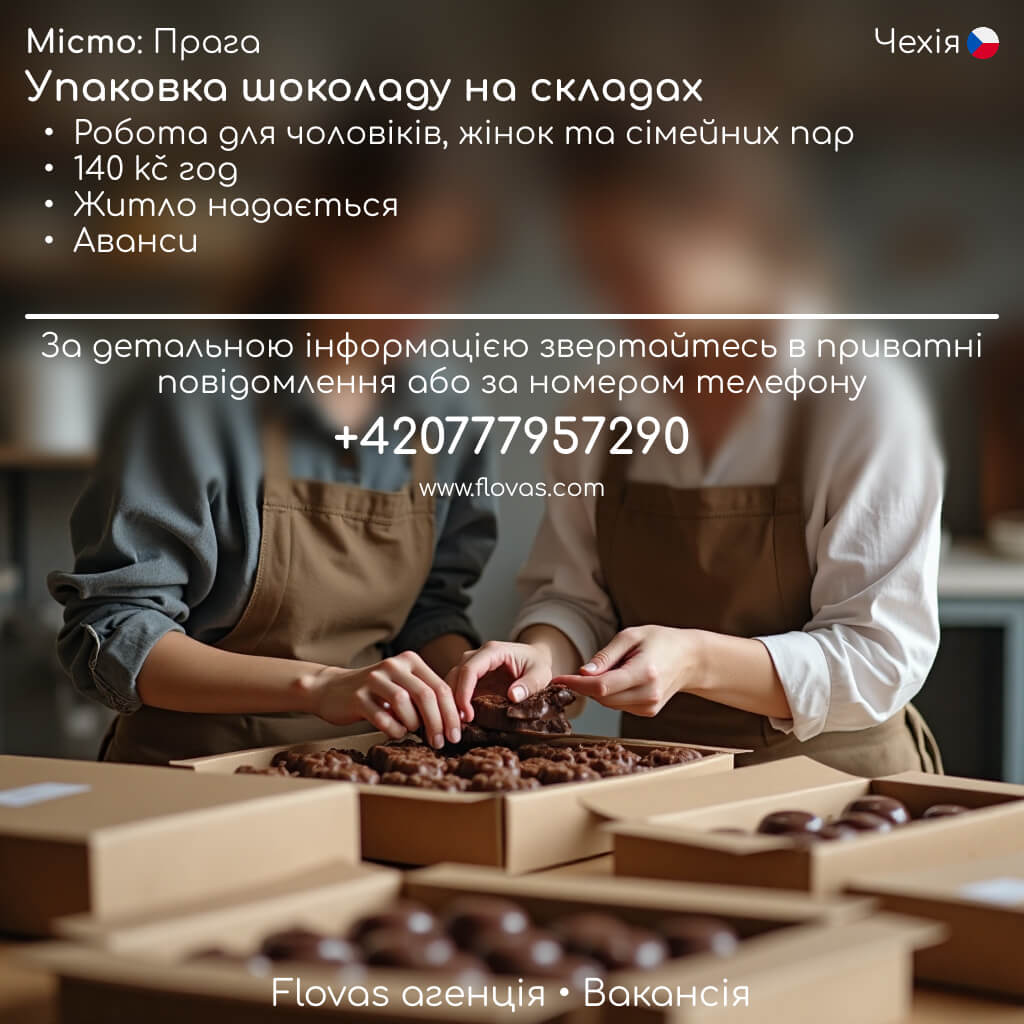 Місто: Прага
Чехія
Упаковка шоколаду на складах
• Робота для чоловіків, жінок та сімейних пар
• 140 kč год
• Житло надається
• Аванси
За детальною інформацією звертайтесь в приватні
повідомлення або за номером телефону
+420777957290
www.flovas.com
Flovas агенція • Вакансія